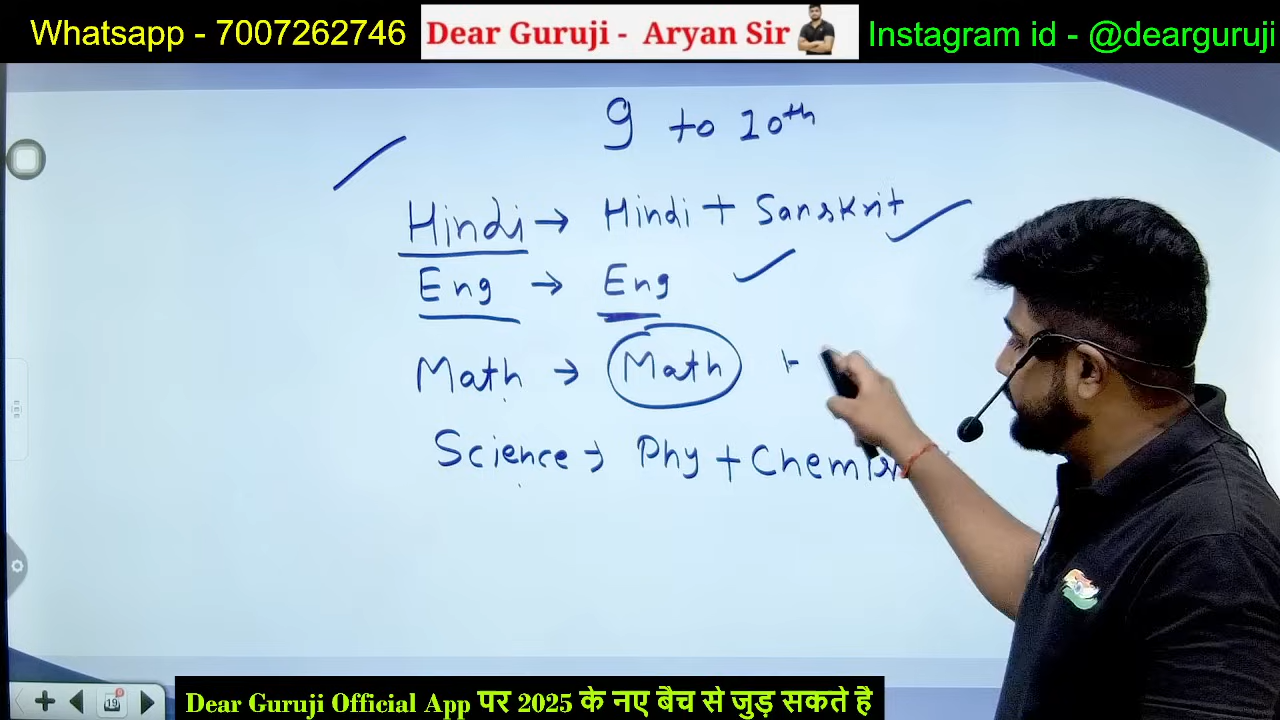 Whatsapp - 7007262746
Dear Guruji - Aryan Sir
Instagram id - @dearguruji
9 to 10th
Hindi → Hindi + Sanskrit
Eng → Eng
Math → Math +
Science → Phy + Chem
19
Dear Guruji Official App पर 2025 के नए बैच से जुड़ सकते है